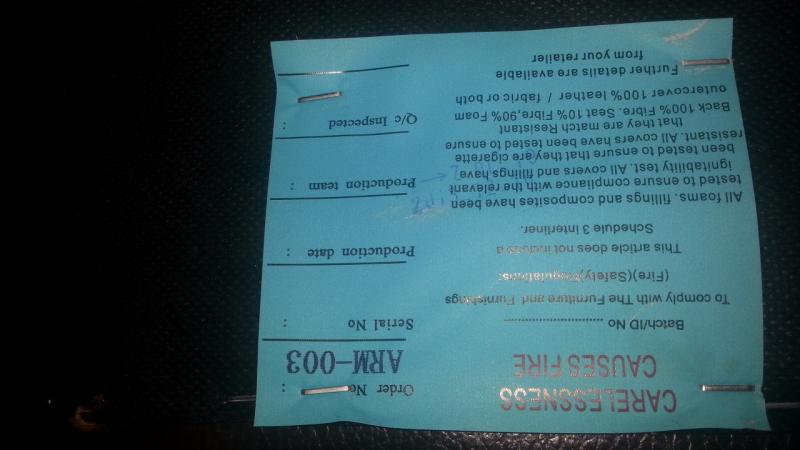 CARELESSNESS
CAUSES FIRE
Batch/ID No ........................
To comply with The Furniture and Furnishings
(Fire)(Safety)(Regulations:
This article does not include a
Schedule 3 interliner.
All foams. fillings and composites have been
tested to ensure compliance with the relevant
ignitability test. All covers and fillings have
been tested to ensure that they are cigarette
resistant. All covers have been tested to ensure
that they are match Resistant
Back 100% Fibre. Seat 10% Fibre,90% Foam
outercover 100% leather / fabric or both
Further details are available
from your retailer
Order No :
ARM-003
Serial No :
Production date :
Production team :
Q/c Inspected :